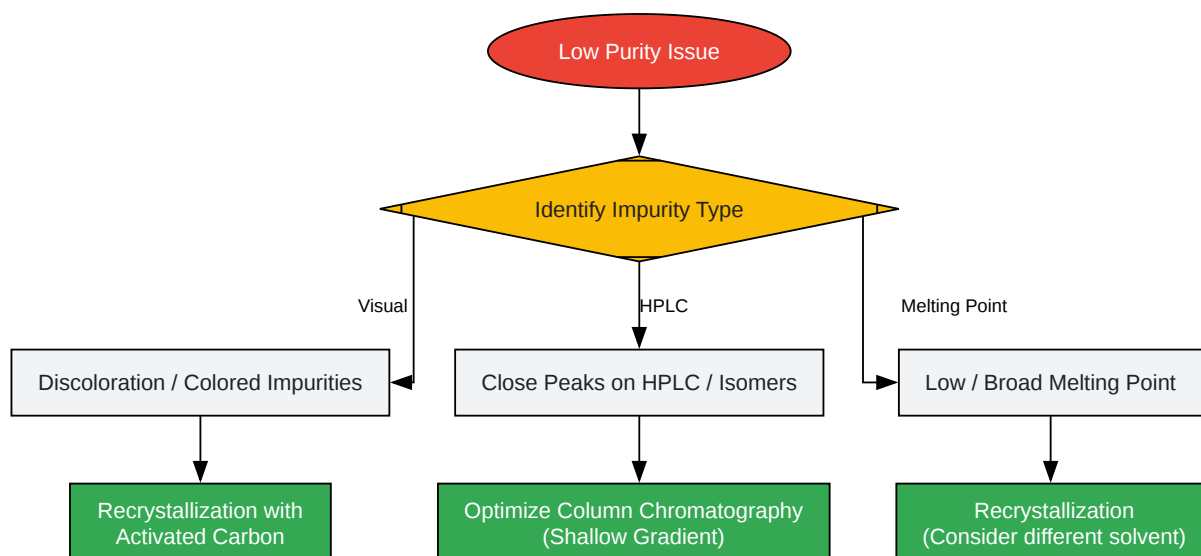 Low Purity Issue
Identify Impurity Type
Visual
HPLC
Melting Point
Discoloration / Colored Impurities
Close Peaks on HPLC / Isomers
Low / Broad Melting Point
Recrystallization with
Activated Carbon
Optimize Column Chromatography
(Shallow Gradient)
Recrystallization
(Consider different solvent)